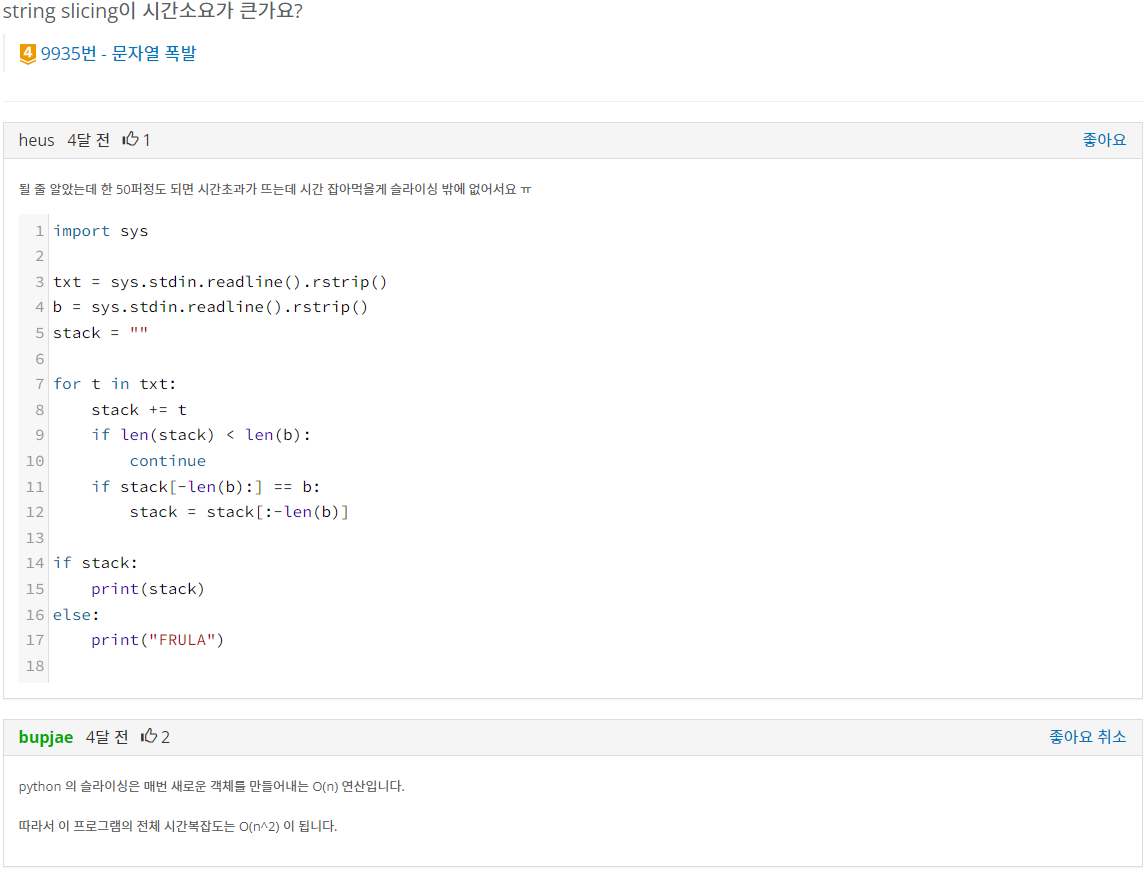 string slicing이 시간소요가 큰가요?
4 9935번 - 문자열 폭발
heus 4달 전 1 좋아요
될 줄 알았는데 한 50퍼정도 되면 시간초과가 뜨는데 시간 잡아먹을게 슬라이싱 밖에 없어서요 ㅠ
1 import sys
2
3 txt = sys.stdin.readline().rstrip()
4 b = sys.stdin.readline().rstrip()
5 stack = ""
6
7 for t in txt:
8     stack += t
9     if len(stack) < len(b):
10         continue
11     if stack[-len(b):] == b:
12         stack = stack[:-len(b)]
13
14 if stack:
15     print(stack)
16 else:
17     print("FRULA")
18
bupjae 4달 전 2 좋아요 취소
python 의 슬라이싱은 매번 새로운 객체를 만들어내는 O(n) 연산입니다.
따라서 이 프로그램의 전체 시간복잡도는 O(n^2) 이 됩니다.